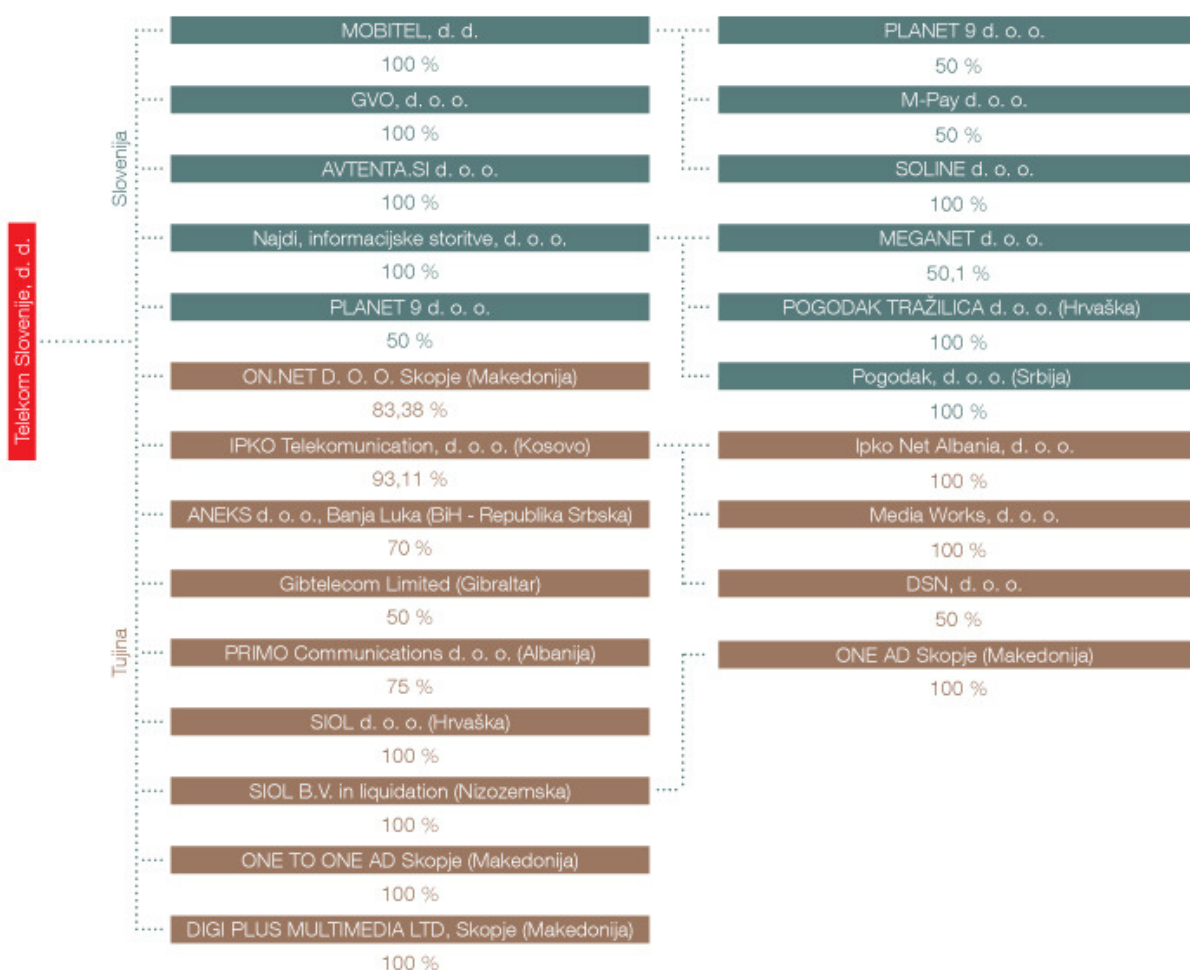 Telekom Slovenije, d. d.
Slovenija
MOBITEL, d. d.
100 %
GVO, d. o. o.
100 %
AVTENTA.SI d. o. o.
100 %
Najdi, informacijske storitve, d. o. o.
100 %
PLANET 9 d. o. o.
50 %
Tujina
ON.NET D. O. O. Skopje (Makedonija)
83,38 %
IPKO Telekomunication, d. o. o. (Kosovo)
93,11 %
ANEKS d. o. o., Banja Luka (BiH - Republika Srbska)
70 %
Gibtelecom Limited (Gibraltar)
50 %
PRIMO Communications d. o. o. (Albanija)
75 %
SIOL d. o. o. (Hrvaška)
100 %
SIOL B.V. in liquidation (Nizozemska)
100 %
ONE TO ONE AD Skopje (Makedonija)
100 %
DIGI PLUS MULTIMEDIA LTD, Skopje (Makedonija)
100 %
PLANET 9 d. o. o.
50 %
M-Pay d. o. o.
50 %
SOLINE d. o. o.
100 %
MEGANET d. o. o.
50,1 %
POGODAK TRAŽILICA d. o. o. (Hrvaška)
100 %
Pogodak, d. o. o. (Srbija)
100 %
Ipko Net Albania, d. o. o.
100 %
Media Works, d. o. o.
100 %
DSN, d. o. o.
50 %
ONE AD Skopje (Makedonija)
100 %